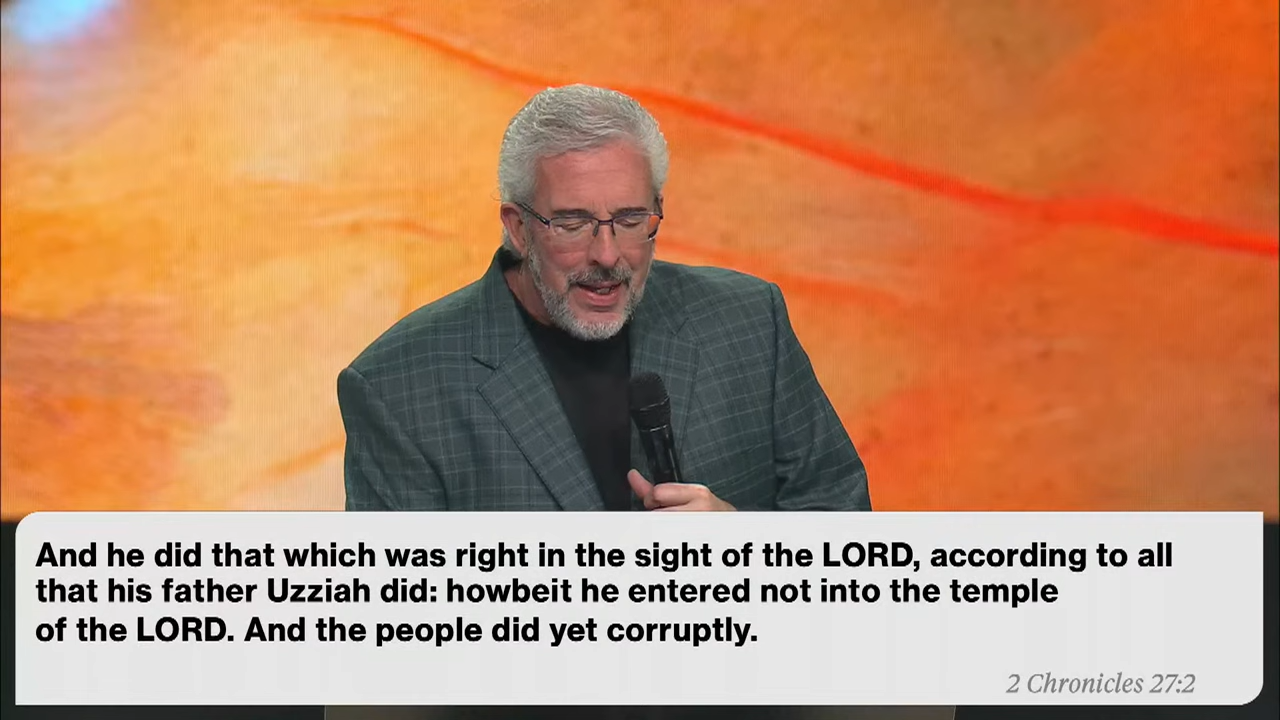 And he did that which was right in the sight of the LORD, according to all
that his father Uzziah did: howbeit he entered not into the temple
of the LORD. And the people did yet corruptly.
2 Chronicles 27:2